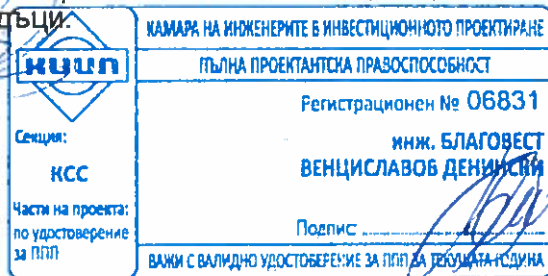 дъци.
КАМАРА НА ИНЖЕНЕРИТЕ В ИНВЕСТИЦИОННОТО ПРОЕКТИРАНЕ
КИИП
ПЪЛНА ПРОЕКТАНТСКА ПРАВОСПОСОБНОСТ
Регистрационен № 06831
Секция:
КСС
инж. БЛАГОВЕСТ
ВЕНЦИСЛАВОВ ДЕНИНСКИ
Части на проекта:
по удостоверение
за ППП
Подпис:
ВАЖИ С ВАЛИДНО УДОСТОВЕРЕНИЕ ЗА ППП ЗА ТЕКУЩАТА ГОДИНА